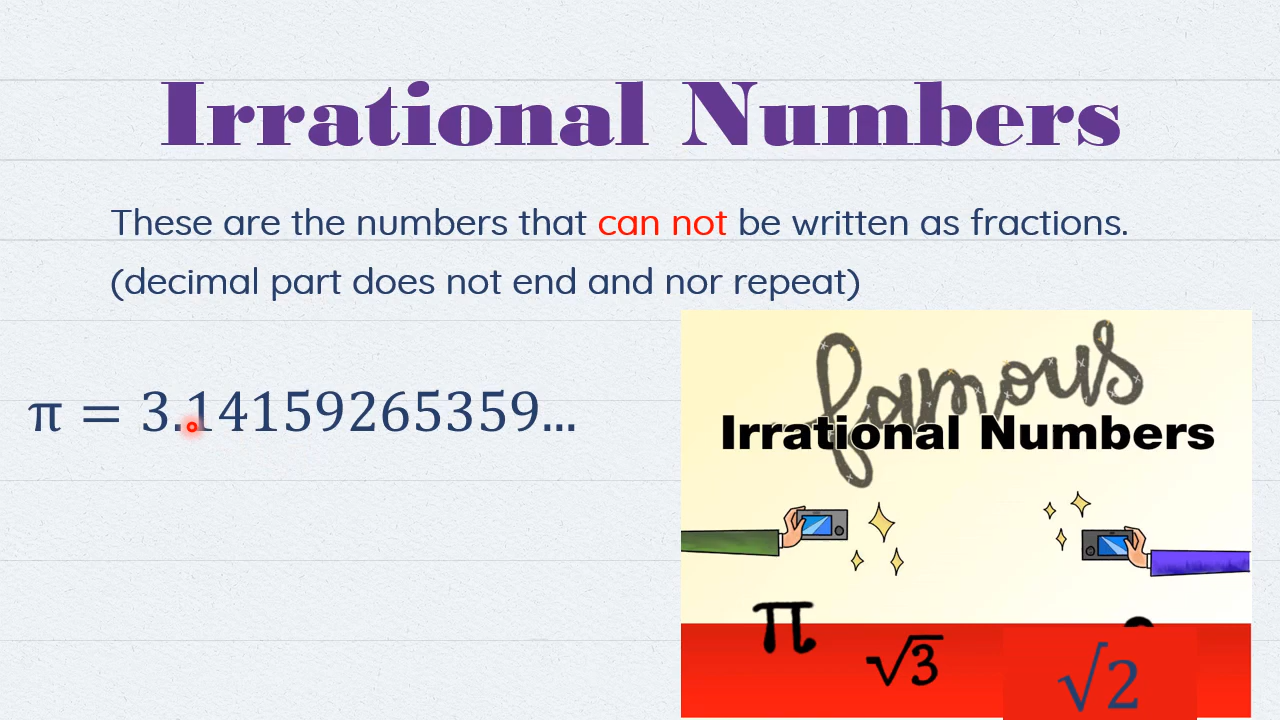 Irrational Numbers
These are the numbers that can not be written as fractions.
(decimal part does not end and nor repeat)
π = 3.14159265359...
famous
Irrational Numbers
π
√3
√2